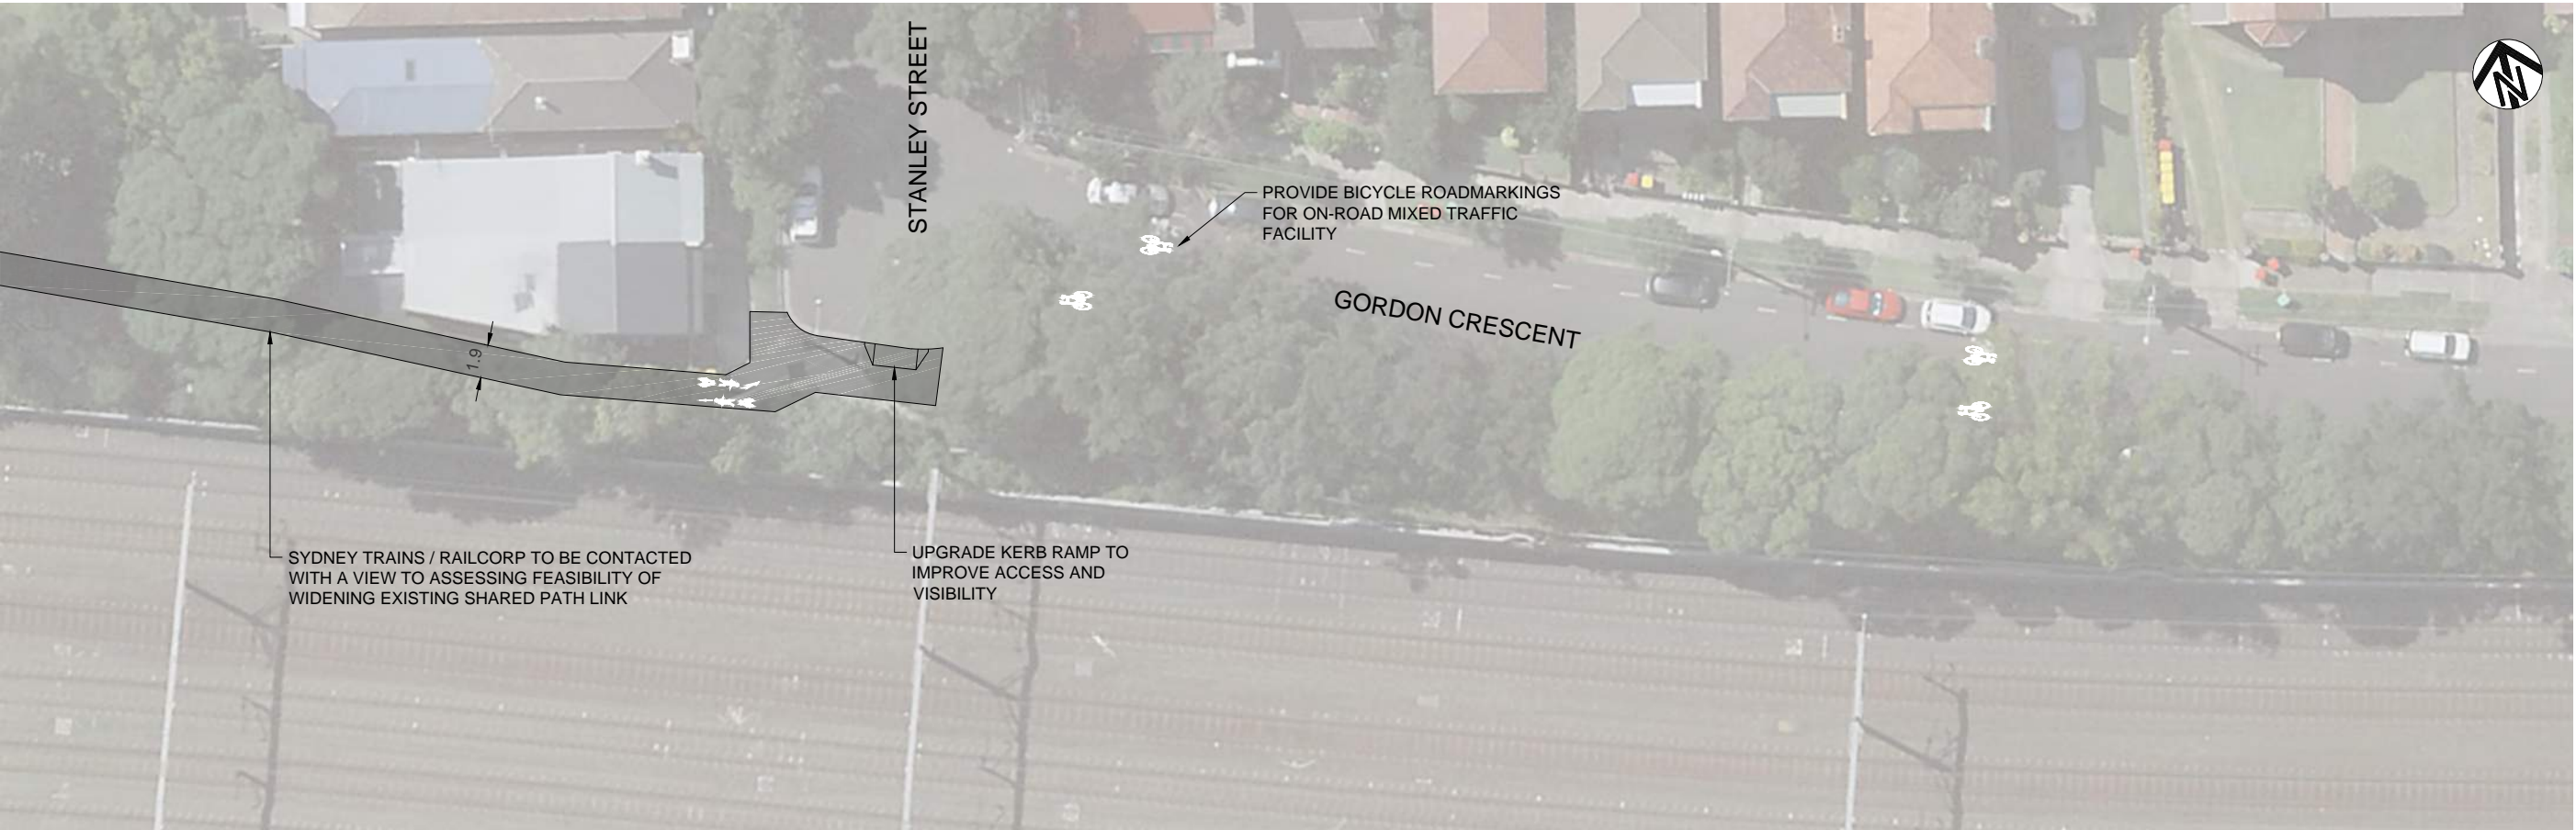 STANLEY STREET
N
PROVIDE BICYCLE ROADMARKINGS
FOR ON-ROAD MIXED TRAFFIC
FACILITY
GORDON CRESCENT
1.9
SYDNEY TRAINS / RAILCORP TO BE CONTACTED
WITH A VIEW TO ASSESSING FEASIBILITY OF
WIDENING EXISTING SHARED PATH LINK
UPGRADE KERB RAMP TO
IMPROVE ACCESS AND
VISIBILITY